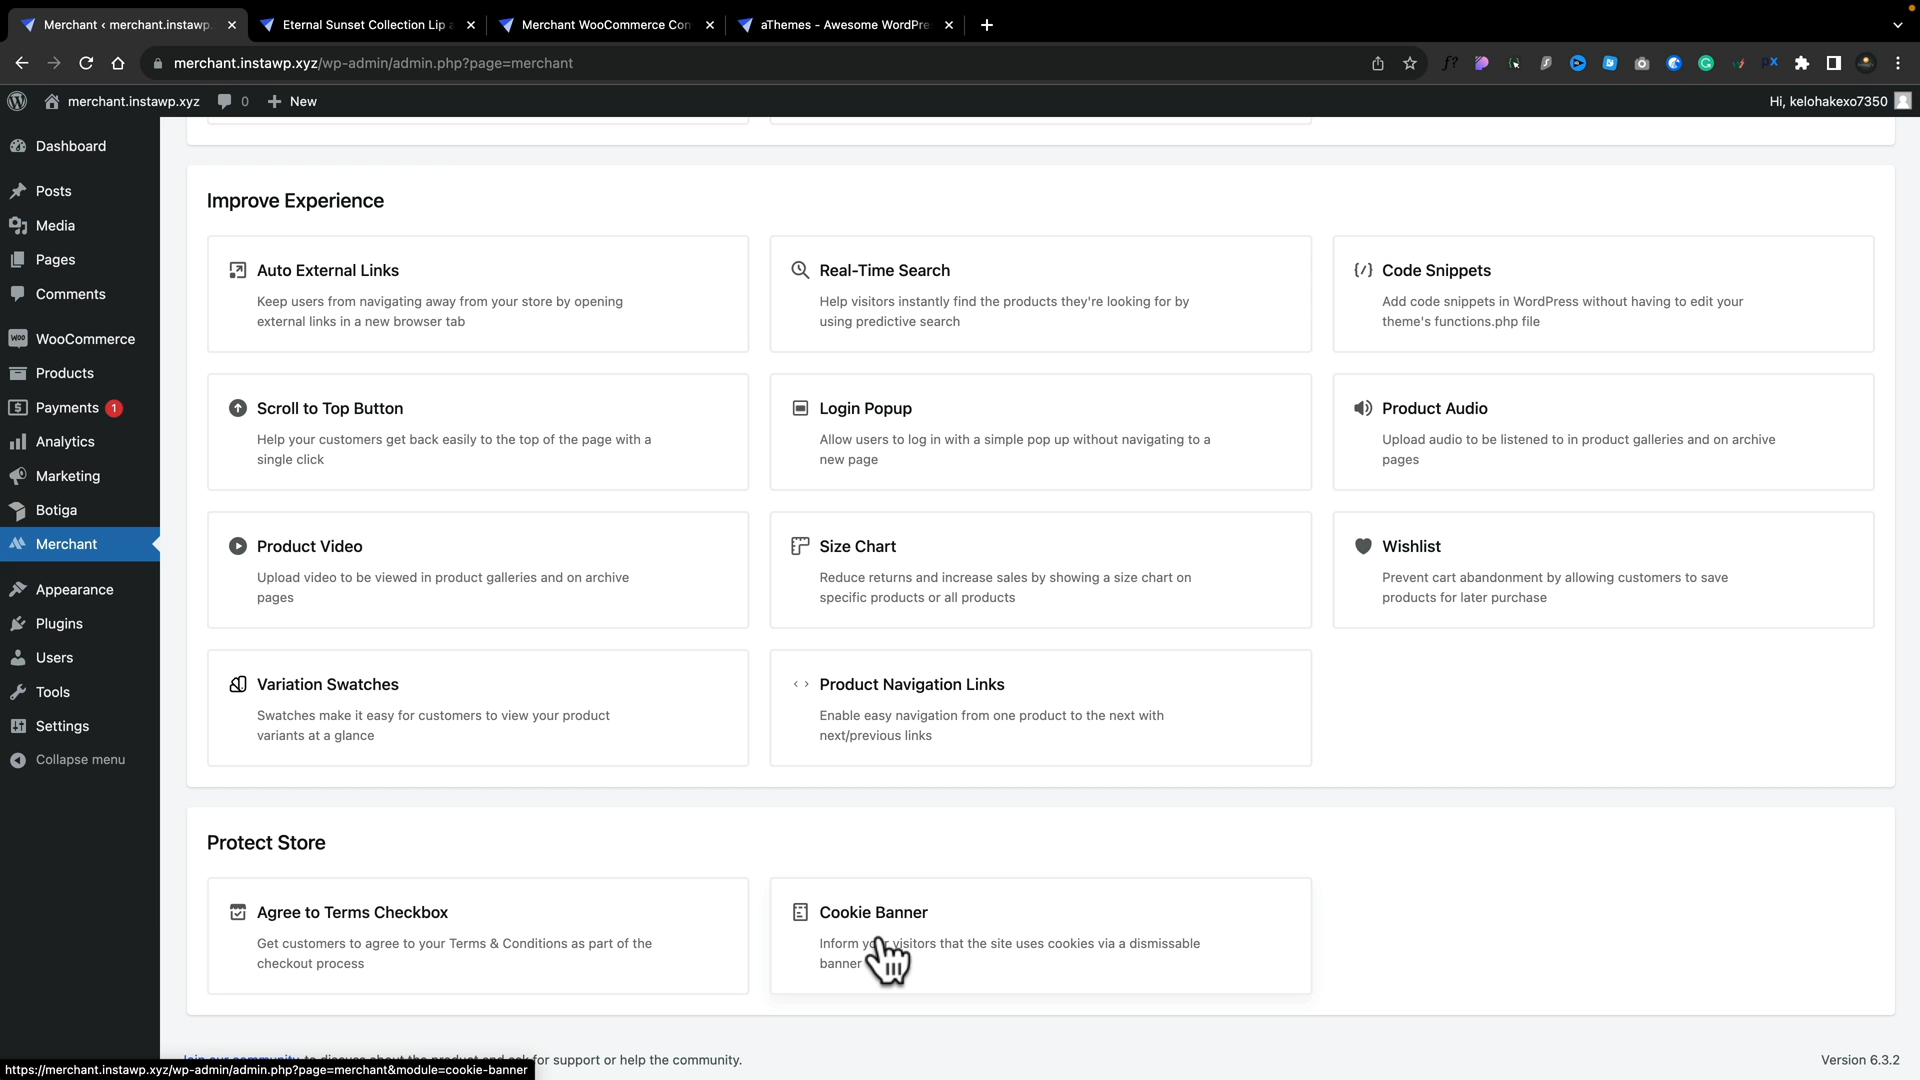 Merchant ‹ merchant.instawp.
Eternal Sunset Collection Lip
Merchant WooCommerce Con
aThemes - Awesome WordPre
merchant.instawp.xyz/wp-admin/admin.php?page=merchant
merchant.instawp.xyz
0
New
Hi, kelohakexo7350
Dashboard
Posts
Media
Pages
Comments
WooCommerce
Products
Payments 1
Analytics
Marketing
Botiga
Merchant
Appearance
Plugins
Users
Tools
Settings
Collapse menu
Improve Experience
Auto External Links
Keep users from navigating away from your store by opening
external links in a new browser tab
Real-Time Search
Help visitors instantly find the products they're looking for by
using predictive search
Code Snippets
Add code snippets in WordPress without having to edit your
theme's functions.php file
Scroll to Top Button
Help your customers get back easily to the top of the page with a
single click
Login Popup
Allow users to log in with a simple pop up without navigating to a
new page
Product Audio
Upload audio to be listened to in product galleries and on archive
pages
Product Video
Upload video to be viewed in product galleries and on archive
pages
Size Chart
Reduce returns and increase sales by showing a size chart on
specific products or all products
Wishlist
Prevent cart abandonment by allowing customers to save
products for later purchase
Variation Swatches
Swatches make it easy for customers to view your product
variants at a glance
Product Navigation Links
Enable easy navigation from one product to the next with
next/previous links
Protect Store
Agree to Terms Checkbox
Get customers to agree to your Terms & Conditions as part of the
checkout process
Cookie Banner
Inform your visitors that the site uses cookies via a dismissable
banner
for support or help the community.
Version 6.3.2
https://merchant.instawp.xyz/wp-admin/admin.php?page=merchant&module=cookie-banner